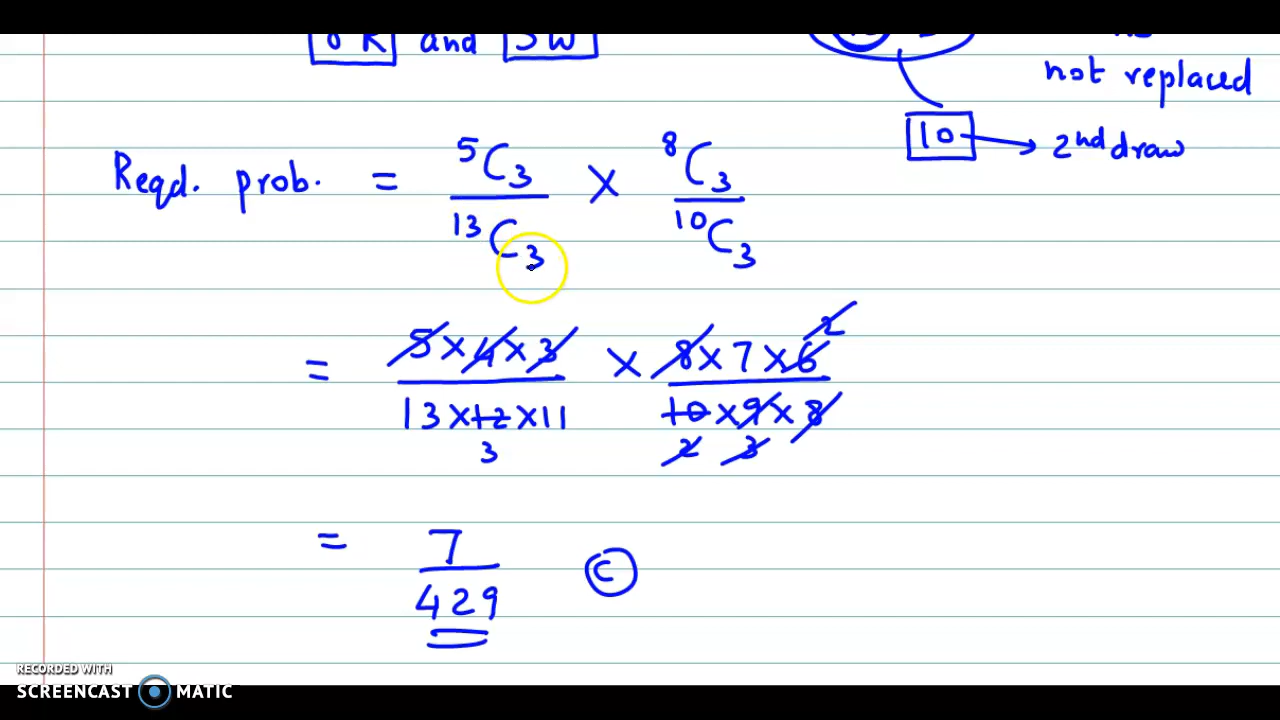 and
not replaced
10 → 2nd draw
Reqd. prob. = ⁵C₃ / ¹³C₃ × ⁸C₃ / ¹⁰C₃
= 5×4×3 / 13×12×11 × 8×7×6 / 10×9×8
2
3 2 3
= 7 / 429 ©
RECORDED WITH
SCREENCAST MATIC